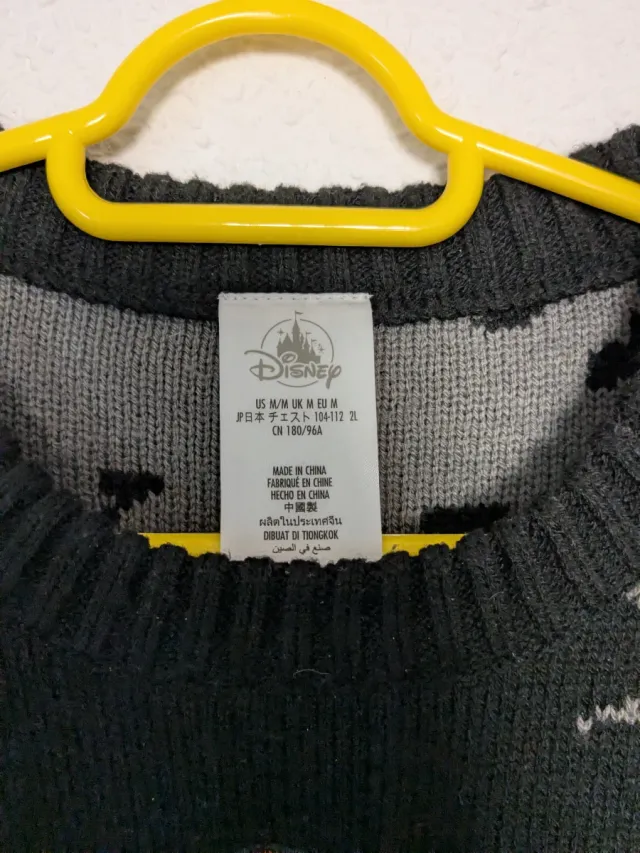 Disney
US M/M UK M EU M
JP日本 チェスト 104-112 2L
CN 180/96A
MADE IN CHINA
FABRIQUÉ EN CHINE
HECHO EN CHINA
中國製
ผลิตในประเทศจีน
DIBUAT DI TIONGKOK
صنع في الصين